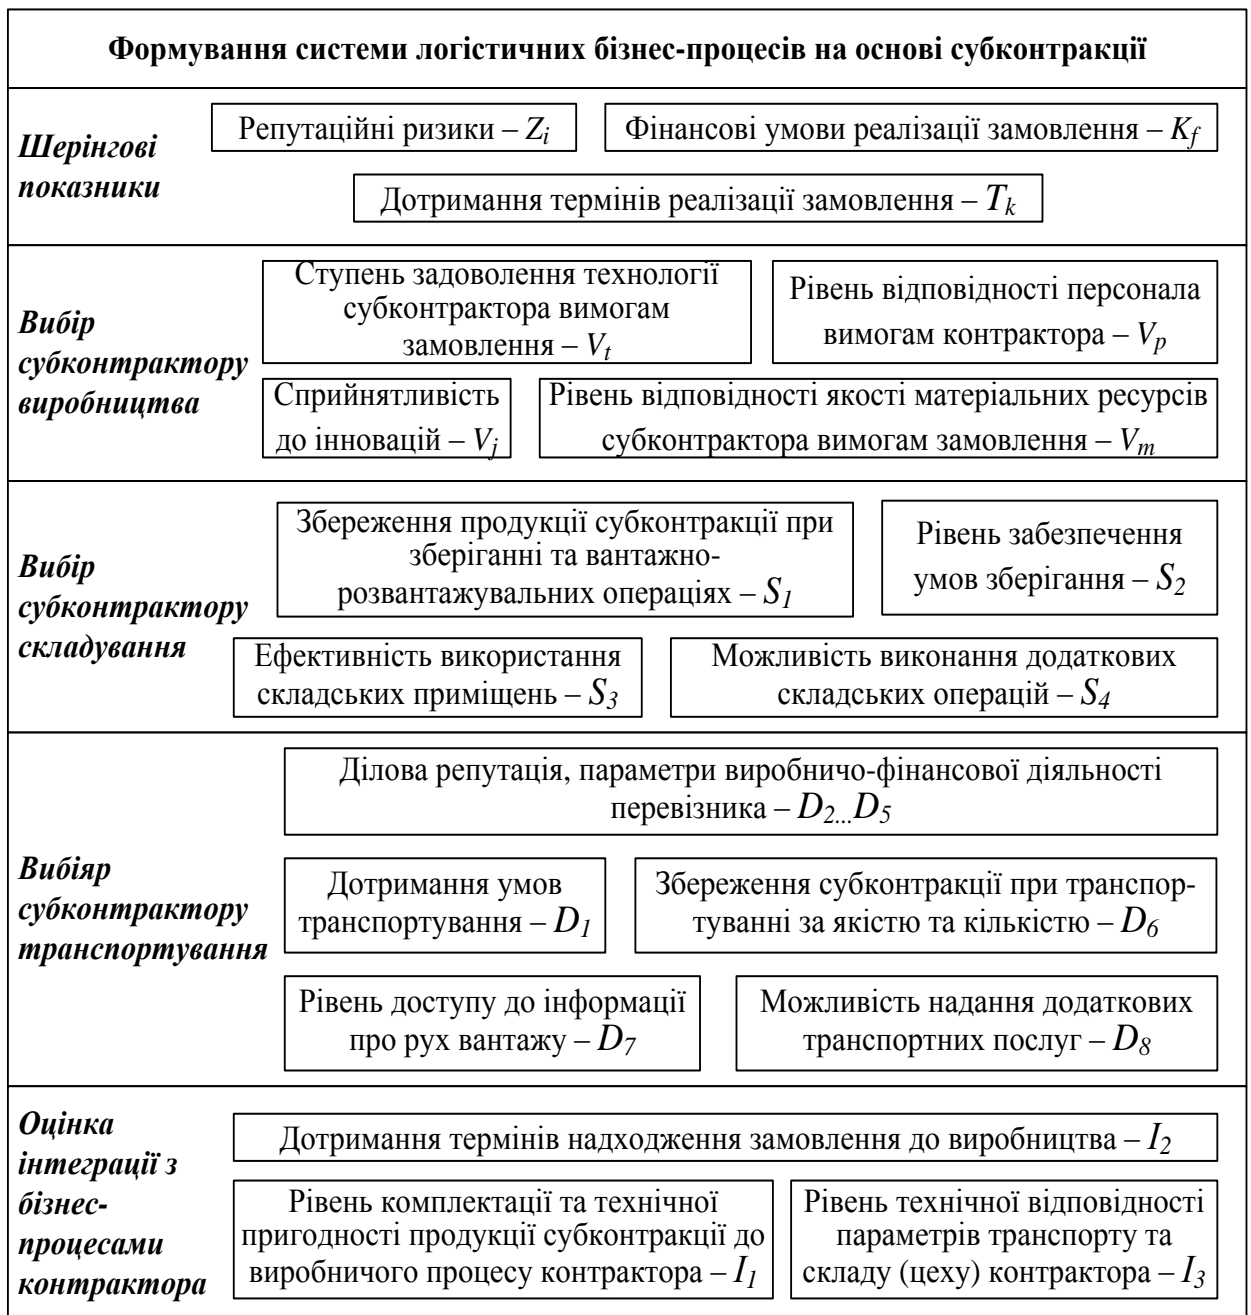 Формування системи логістичних бізнес-процесів на основі субконтракції
Шерінгові
показники
Репутаційні ризики – Zi
Фінансові умови реалізації замовлення – Kf
Дотримання термінів реалізації замовлення – Tk
Вибір
субконтрактору
виробництва
Ступень задоволення технології
субконтрактора вимогам
замовлення – Vt
Рівень відповідності персонала
вимогам контрактора – Vp
Сприйнятливість
до інновацій – Vj
Рівень відповідності якості матеріальних ресурсів
субконтрактора вимогам замовлення – Vm
Вибір
субконтрактору
складування
Збереження продукції субконтракції при
зберіганні та вантажно-
розвантажувальних операціях – S1
Рівень забезпечення
умов зберігання – S2
Ефективність використання
складських приміщень – S3
Можливість виконання додаткових
складських операцій – S4
Вибіяр
субконтрактору
транспортування
Ділова репутація, параметри виробничо-фінансової діяльності
перевізника – D2...D5
Дотримання умов
транспортування – D1
Збереження субконтракції при транспор-
туванні за якістю та кількістю – D6
Рівень доступу до інформації
про рух вантажу – D7
Можливість надання додаткових
транспортних послуг – D8
Оцінка
інтеграції з
бізнес-
процесами
контрактора
Дотримання термінів надходження замовлення до виробництва – I2
Рівень комплектації та технічної
пригодності продукції субконтракції до
виробничого процесу контрактора – I1
Рівень технічної відповідності
параметрів транспорту та
складу (цеху) контрактора – I3